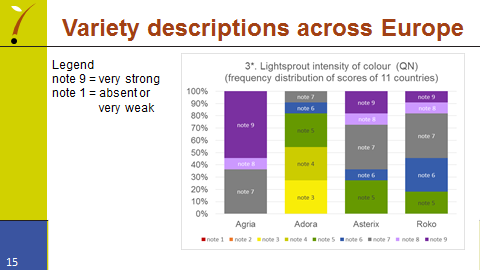 Variety descriptions across Europe
Legend
note 9 = very strong
note 1 = absent or
very weak
3*. Lightsprout intensity of colour (QN)
(frequency distribution of scores of 11 countries)
100%
90%
80%
70%
60%
50%
40%
30%
20%
10%
0%
note 9
note 8
note 7
note 7
note 6
note 5
note 4
note 3
note 9
note 8
note 7
note 6
note 5
note 9
note 8
note 7
note 6
note 5
Agria
Adora
Asterix
Roko
note 1 note 2 note 3 note 4 note 5 note 6 note 7 note 8 note 9
15